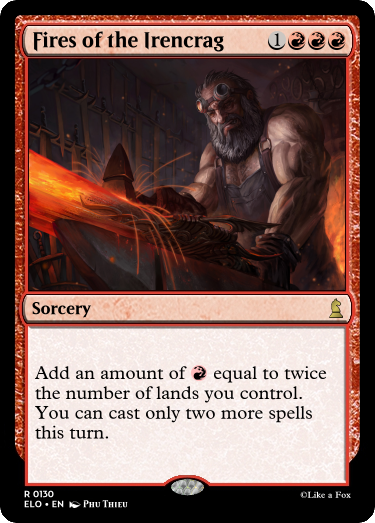 Fires of the Irencrag 1
Sorcery
Add an amount of equal to twice
the number of lands you control.
You can cast only two more spells
this turn.
R 0130
ELO • EN Phu Thieu
©Like a Fox